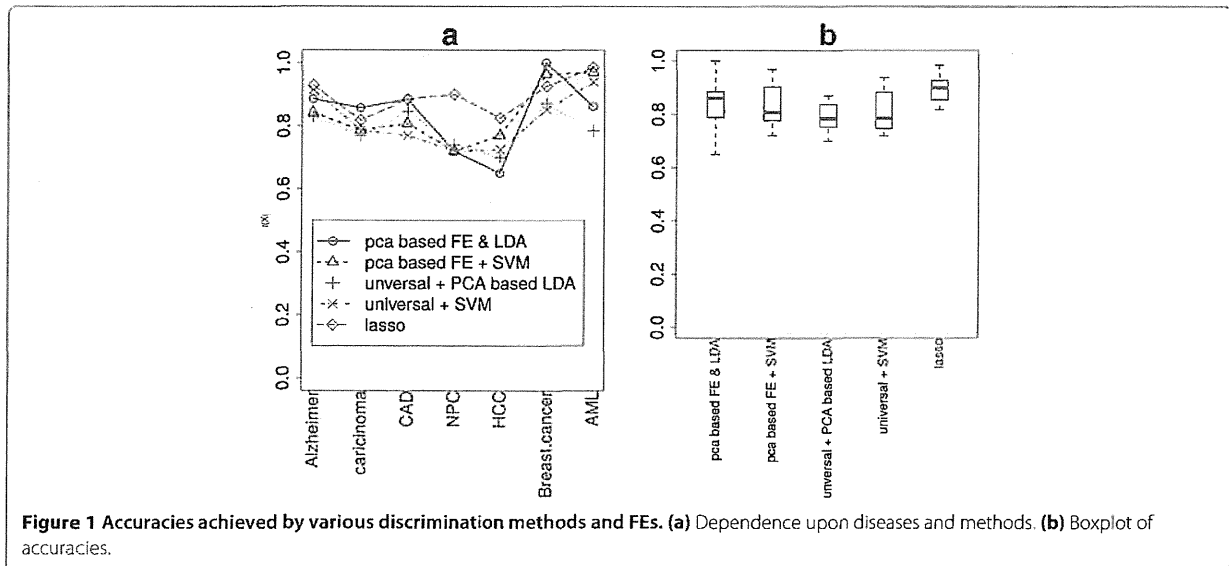 a
b
1.0
0.8
0.6
0.4
0.2
0.0
pca based FE & LDA
pca based FE + SVM
unversal + PCA based LDA
universal + SVM
lasso
Alzheimer
caricinoma
CAD
NPC
HCC
Breast.cancer
AML
1.0
0.8
0.6
0.4
0.2
0.0
pca based FE & LDA
pca based FE + SVM
unversal + PCA based LDA
universal + SVM
lasso
Figure 1 Accuracies achieved by various discrimination methods and FEs. (a) Dependence upon diseases and methods. (b) Boxplot of
accuracies.